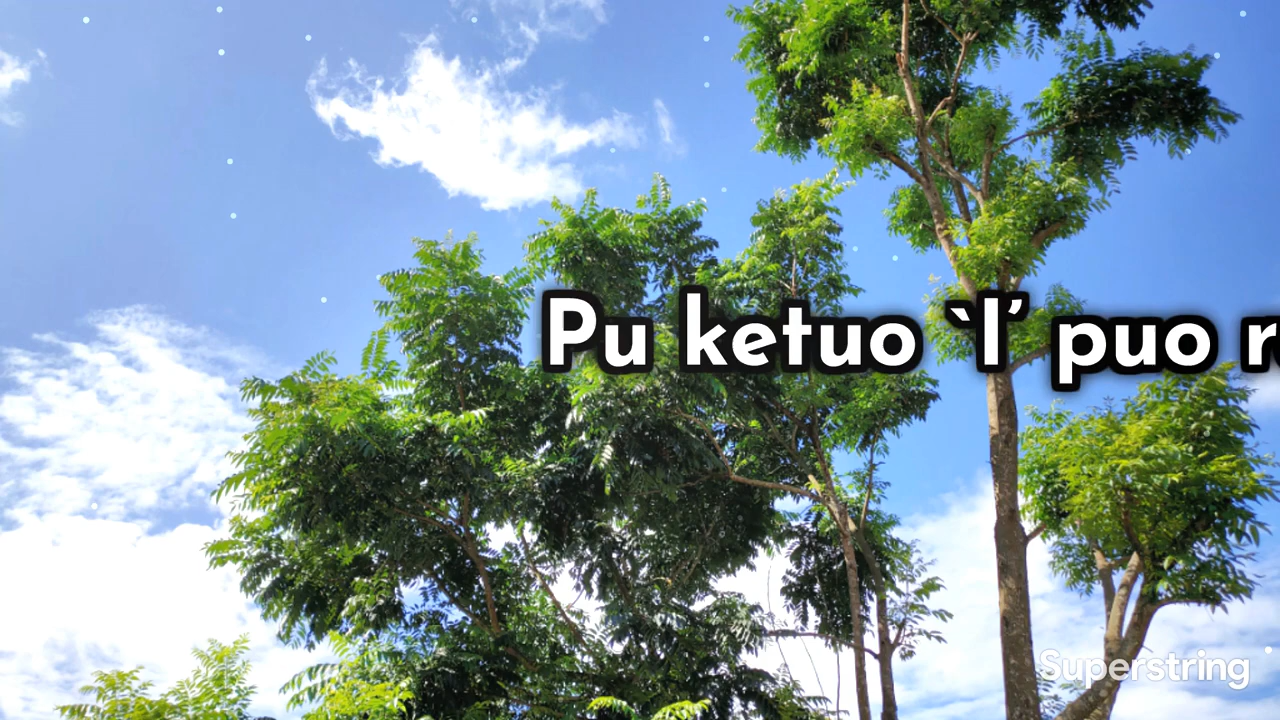 Pu ketuo `l’ puo r
Superstring